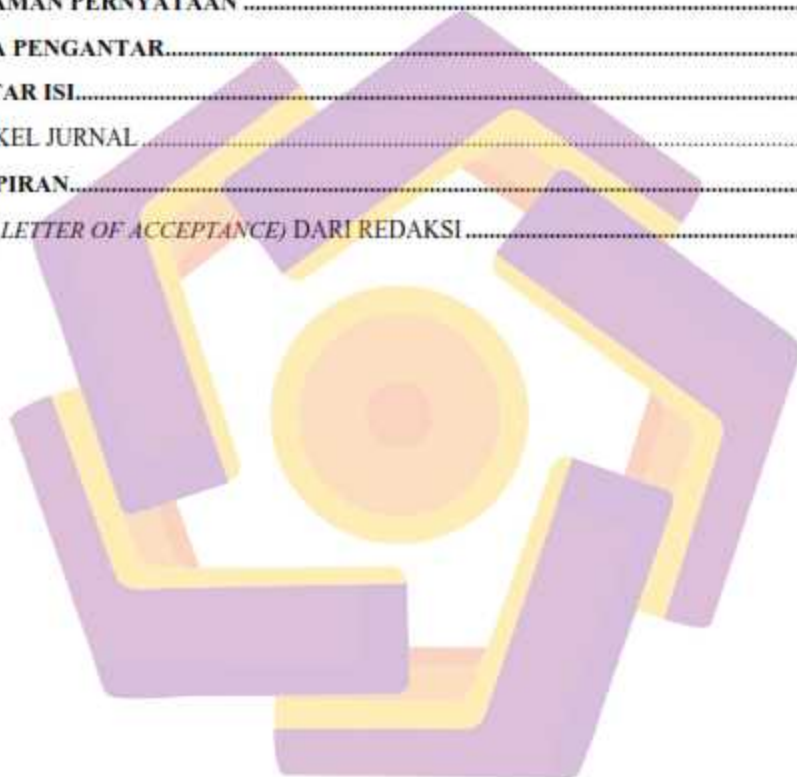 AMAN PERNYATAAN ..........................................................................
A PENGANTAR..........................................................................
TAR ISI..........................................................................
KEL JURNAL ..........................................................................
PIRAN..........................................................................
LETTER OF ACCEPTANCE) DARI REDAKSI ..........................................................................